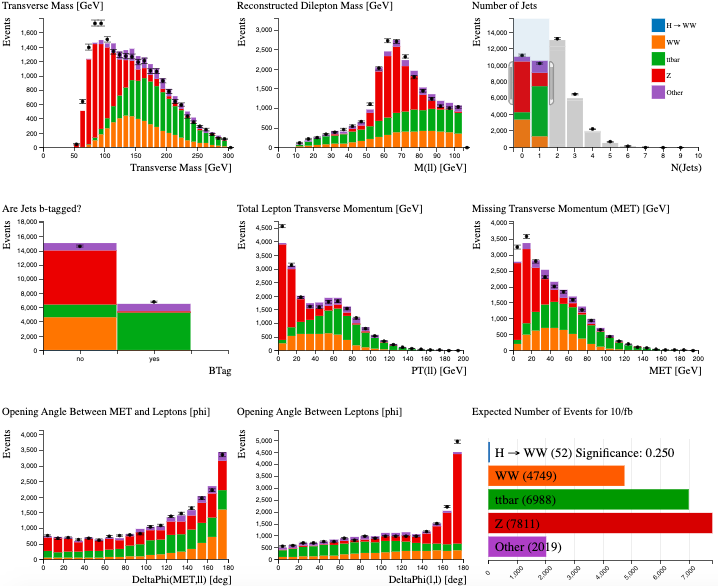 Transverse Mass [GeV]
Events
1,600
1,400
1,200
1,000
800
600
400
200
0
0 50 100 150 200 250 300
Transverse Mass [GeV]
Reconstructed Dilepton Mass [GeV]
Events
3,000
2,500
2,000
1,500
1,000
500
0
10 20 30 40 50 60 70 80 90 100
M(ll) [GeV]
Number of Jets
Events
14,000
12,000
10,000
8,000
6,000
4,000
2,000
0
0 1 2 3 4 5 6 7 8 9 10
N(Jets)
H → WW
WW
ttbar
Z
Other
Are Jets b-tagged?
Events
18,000
16,000
14,000
12,000
10,000
8,000
6,000
4,000
2,000
0
no yes
BTag
Total Lepton Transverse Momentum [GeV]
Events
4,500
4,000
3,500
3,000
2,500
2,000
1,500
1,000
500
0
0 20 40 60 80 100 120 140 160 180 200
PT(ll) [GeV]
Missing Transverse Momentum (MET) [GeV]
Events
4,000
3,500
3,000
2,500
2,000
1,500
1,000
500
0
0 20 40 60 80 100 120 140 160 180 200
MET [GeV]
Opening Angle Between MET and Leptons [phi]
Events
4,000
3,500
3,000
2,500
2,000
1,500
1,000
500
0
0 20 40 60 80 100 120 140 160 180
DeltaPhi(MET,ll) [deg]
Opening Angle Between Leptons [phi]
Events
5,000
4,500
4,000
3,500
3,000
2,500
2,000
1,500
1,000
500
0
0 20 40 60 80 100 120 140 160 180
DeltaPhi(l,l) [deg]
Expected Number of Events for 10/fb
H → WW (52) Significance: 0.250
WW (4749)
ttbar (6988)
Z (7811)
Other (2019)
0 1,000 2,000 3,000 4,000 5,000 6,000 7,000